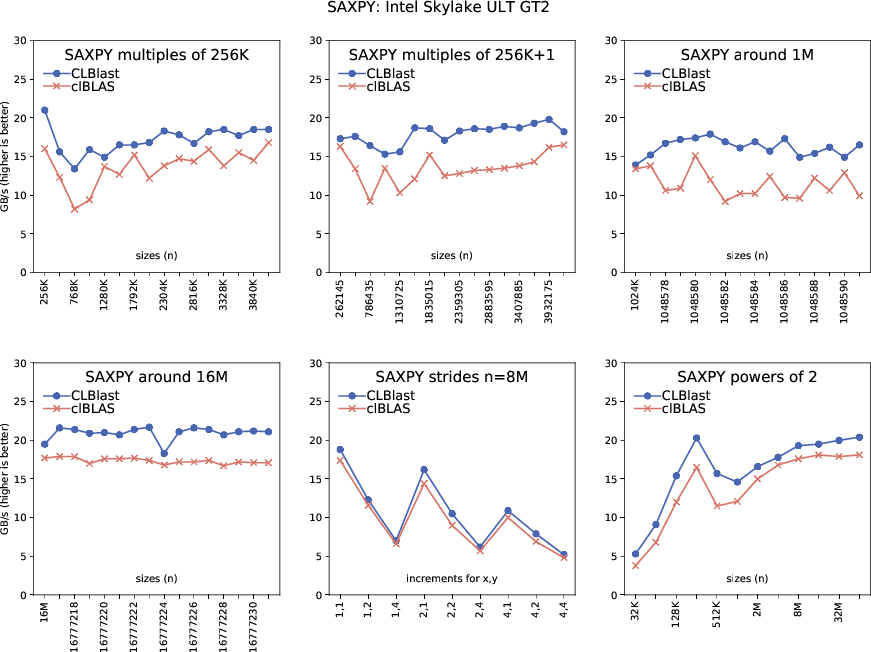 SAXPY: Intel Skylake ULT GT2
SAXPY multiples of 256K
CLBlast
clBLAS
GB/s (higher is better)
30
25
20
15
10
5
0
sizes (n)
256K
768K
1280K
1792K
2304K
2816K
3328K
3840K
SAXPY multiples of 256K+1
CLBlast
clBLAS
30
25
20
15
10
5
0
sizes (n)
262145
786435
1310725
1835015
2359305
2883595
3407885
3932175
SAXPY around 1M
CLBlast
clBLAS
30
25
20
15
10
5
0
sizes (n)
1024K
1048578
1048580
1048582
1048584
1048586
1048588
1048590
SAXPY around 16M
CLBlast
clBLAS
GB/s (higher is better)
30
25
20
15
10
5
0
sizes (n)
16M
16777218
16777220
16777222
16777224
16777226
16777228
16777230
SAXPY strides n=8M
CLBlast
clBLAS
30
25
20
15
10
5
0
increments for x,y
1,1
1,2
1,4
2,1
2,2
2,4
4,1
4,2
4,4
SAXPY powers of 2
CLBlast
clBLAS
30
25
20
15
10
5
0
sizes (n)
32K
128K
512K
2M
8M
32M